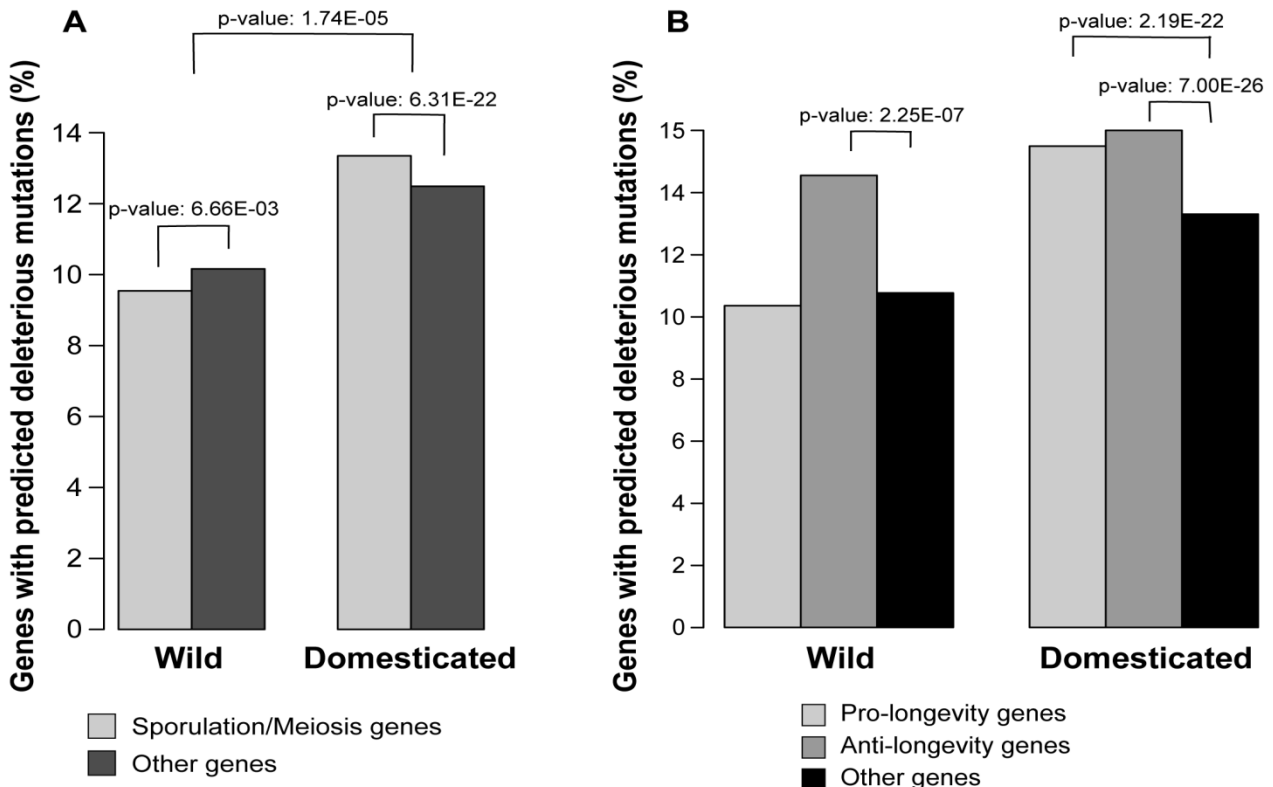 A
p-value: 1.74E-05
p-value: 6.31E-22
p-value: 6.66E-03
Genes with predicted deleterious mutations (%)
14
12
10
8
6
4
2
0
Wild
Domesticated
Sporulation/Meiosis genes
Other genes
B
p-value: 2.19E-22
p-value: 7.00E-26
p-value: 2.25E-07
Genes with predicted deleterious mutations (%)
15
14
12
10
8
6
4
2
0
Wild
Domesticated
Pro-longevity genes
Anti-longevity genes
Other genes